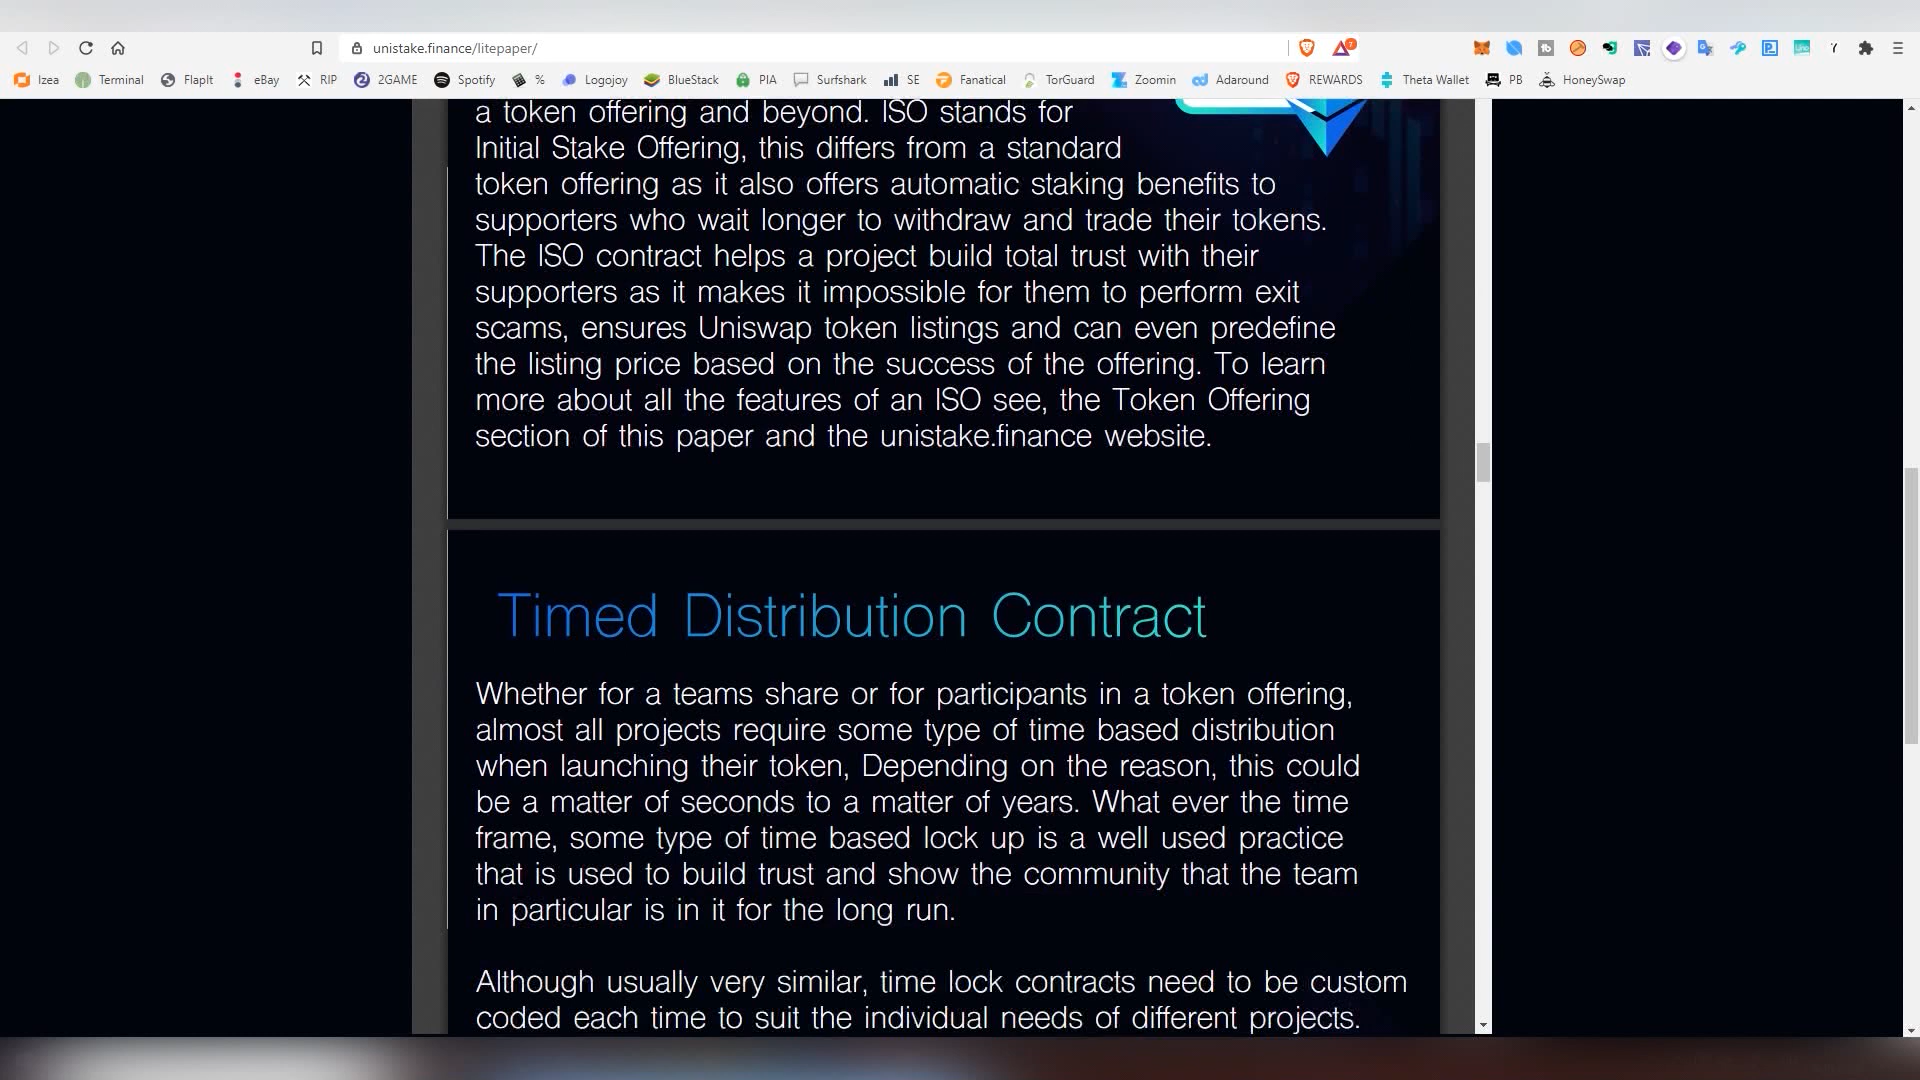 unistake.finance/litepaper/
7
Izea
Terminal
FlapIt
eBay
RIP
2GAME
Spotify
%
Logojoy
BlueStack
PIA
Surfshark
SE
Fanatical
TorGuard
Zoomin
Adaround
REWARDS
Theta Wallet
PB
HoneySwap
a token offering and beyond. ISO stands for
Initial Stake Offering, this differs from a standard
token offering as it also offers automatic staking benefits to
supporters who wait longer to withdraw and trade their tokens.
The ISO contract helps a project build total trust with their
supporters as it makes it impossible for them to perform exit
scams, ensures Uniswap token listings and can even predefine
the listing price based on the success of the offering. To learn
more about all the features of an ISO see, the Token Offering
section of this paper and the unistake.finance website.
Timed Distribution Contract
Whether for a teams share or for participants in a token offering,
almost all projects require some type of time based distribution
when launching their token, Depending on the reason, this could
be a matter of seconds to a matter of years. What ever the time
frame, some type of time based lock up is a well used practice
that is used to build trust and show the community that the team
in particular is in it for the long run.
Although usually very similar, time lock contracts need to be custom
coded each time to suit the individual needs of different projects.